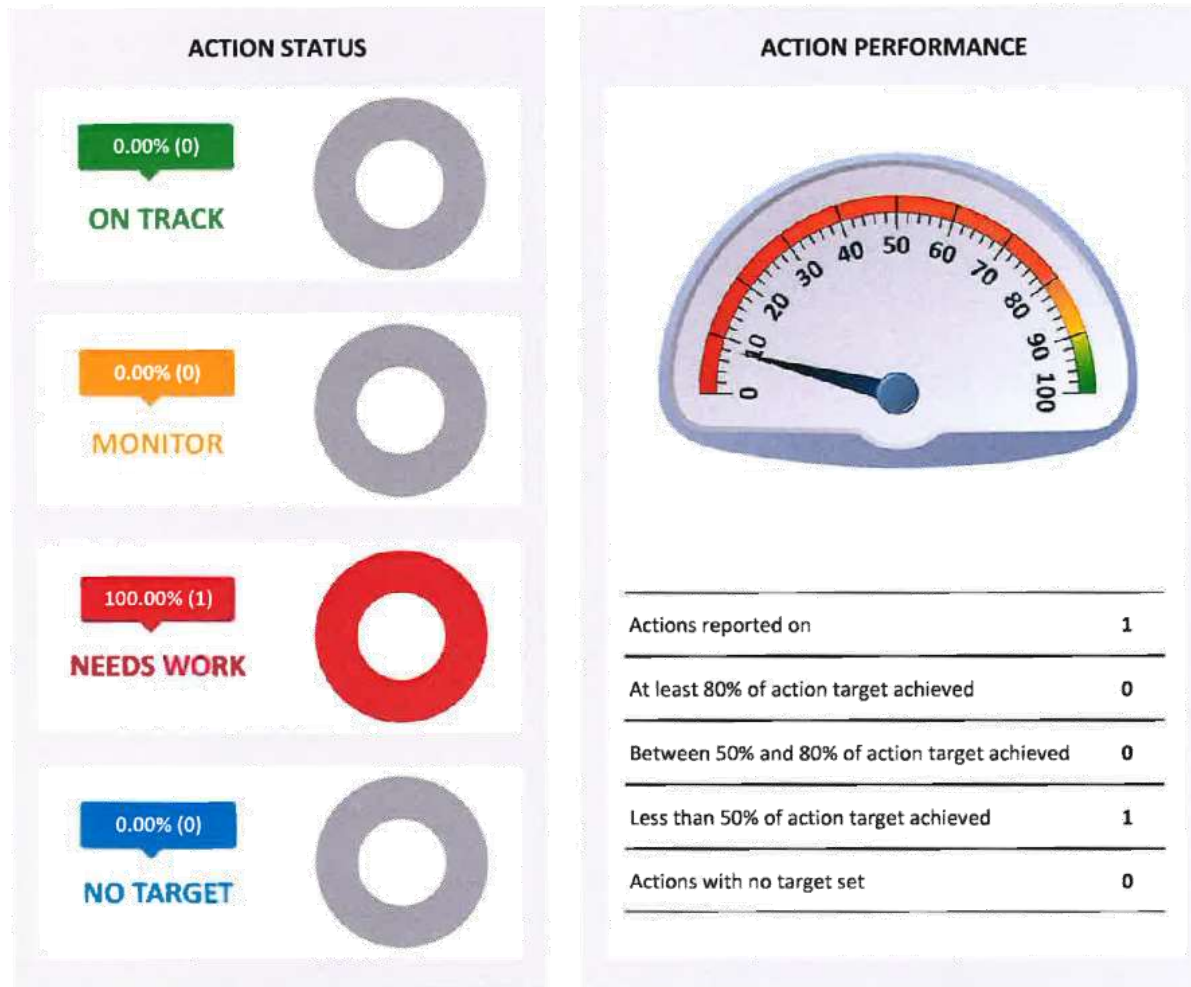 ACTION STATUS
0.00% (0)
ON TRACK
0.00% (0)
MONITOR
100.00% (1)
NEEDS WORK
0.00% (0)
NO TARGET
ACTION PERFORMANCE
0
10
20
30
40
50
60
70
80
90
100
Actions reported on 1
At least 80% of action target achieved 0
Between 50% and 80% of action target achieved 0
Less than 50% of action target achieved 1
Actions with no target set 0